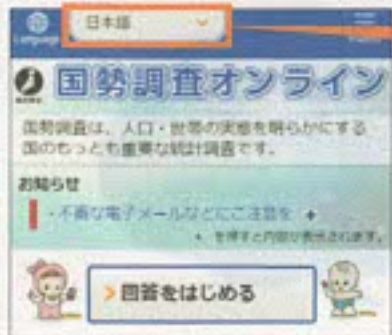 Language
日本語
国勢調査オンライン
国勢調査は、人口・世帯の実態を明らかにする
国のもっとも重要な統計調査です。
お知らせ
・不審な電子メールなどにご注意を +
+ を押すと内容が表示されます。
> 回答をはじめる